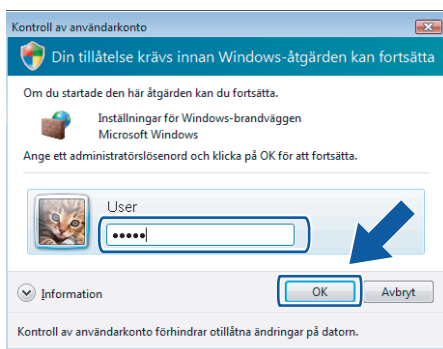 Kontroll av användarkonto
Din tillåtelse krävs innan Windows-åtgärden kan fortsätta
Om du startade den här åtgärden kan du fortsätta.
Inställningar för Windows-brandväggen
Microsoft Windows
Ange ett administratörslösenord och klicka på OK för att fortsätta.
User
•••••
Information
OK
Avbryt
Kontroll av användarkonto förhindrar otillåtna ändringar på datorn.